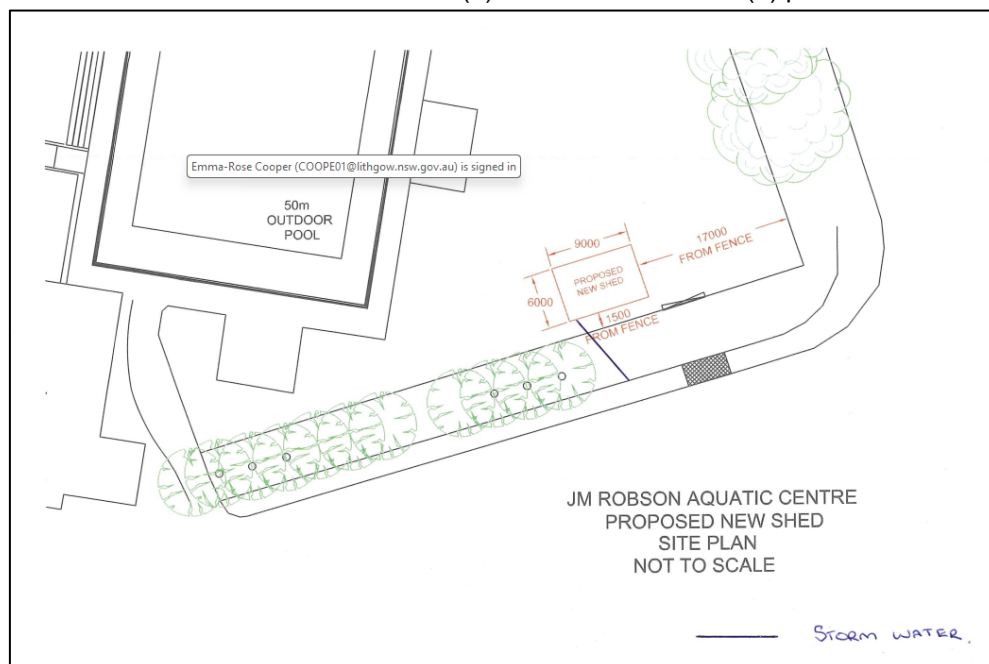 Emma-Rose Cooper (COOPE01@lithgow.nsw.gov.au) is signed in
50m
OUTDOOR
POOL
9000
17000
FROM FENCE
PROPOSED
NEW SHED
6000
1500
FROM FENCE
JM ROBSON AQUATIC CENTRE
PROPOSED NEW SHED
SITE PLAN
NOT TO SCALE
STORM WATER.